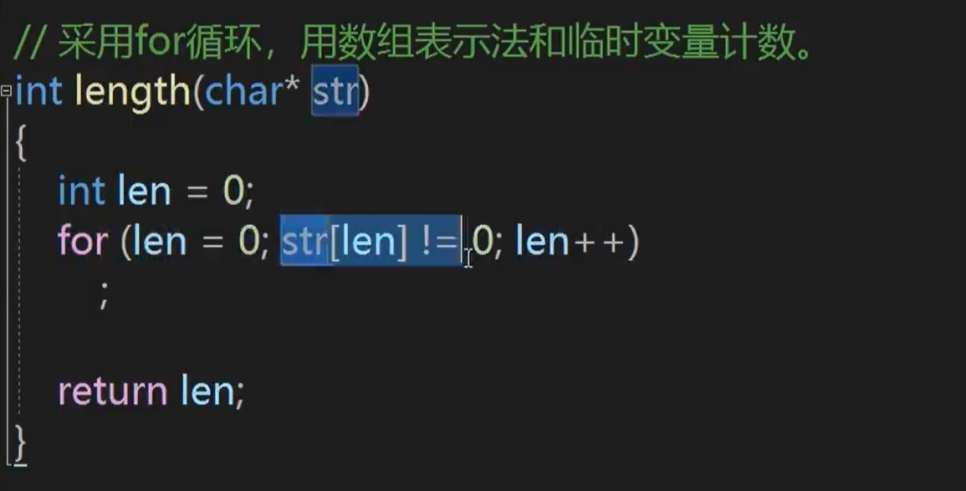 // 采用for循环，用数组表示法和临时变量计数。
int length(char* str)
{
int len = 0;
for (len = 0; str[len] != 0; len++)
;
return len;
}